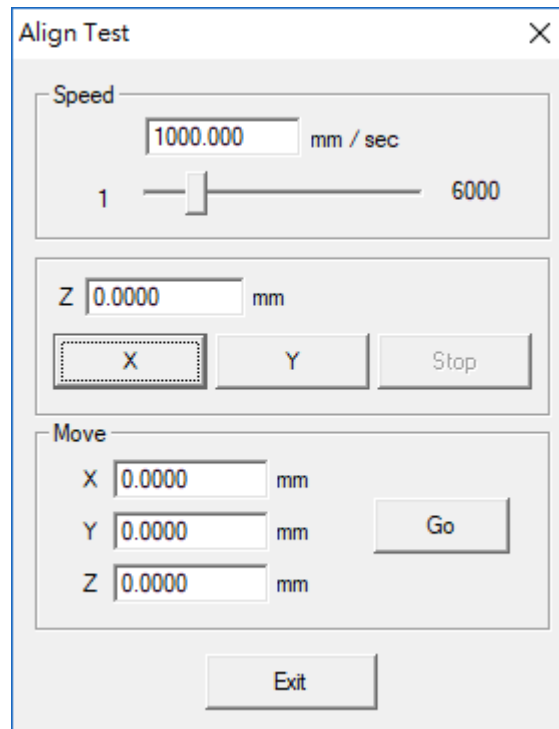 Align Test
Speed
1000.000 mm / sec
1 6000
Z 0.0000 mm
X Y Stop
Move
X 0.0000 mm
Y 0.0000 mm
Go
Z 0.0000 mm
Exit